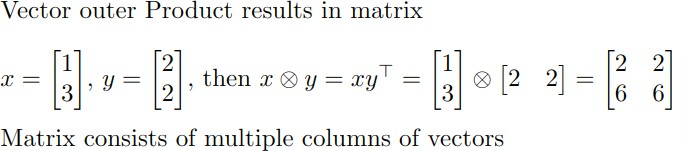 Vector outer Product results in matrix
x = [1 3], y = [2 2], then x ⊗ y = xy⊤ = [1 3] ⊗ [2 2] = [2 2 6 6]
Matrix consists of multiple columns of vectors